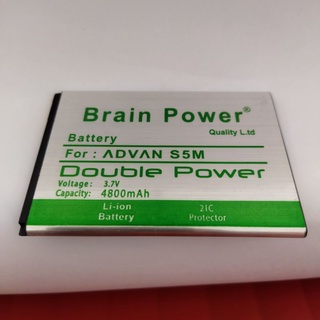 Brain Power®
Quality L.td
Battery
For : ADVAN S5M
Double Power
Voltage: 3.7V
Capacity: 4800mAh
Li-ion 2IC
Battery Protector